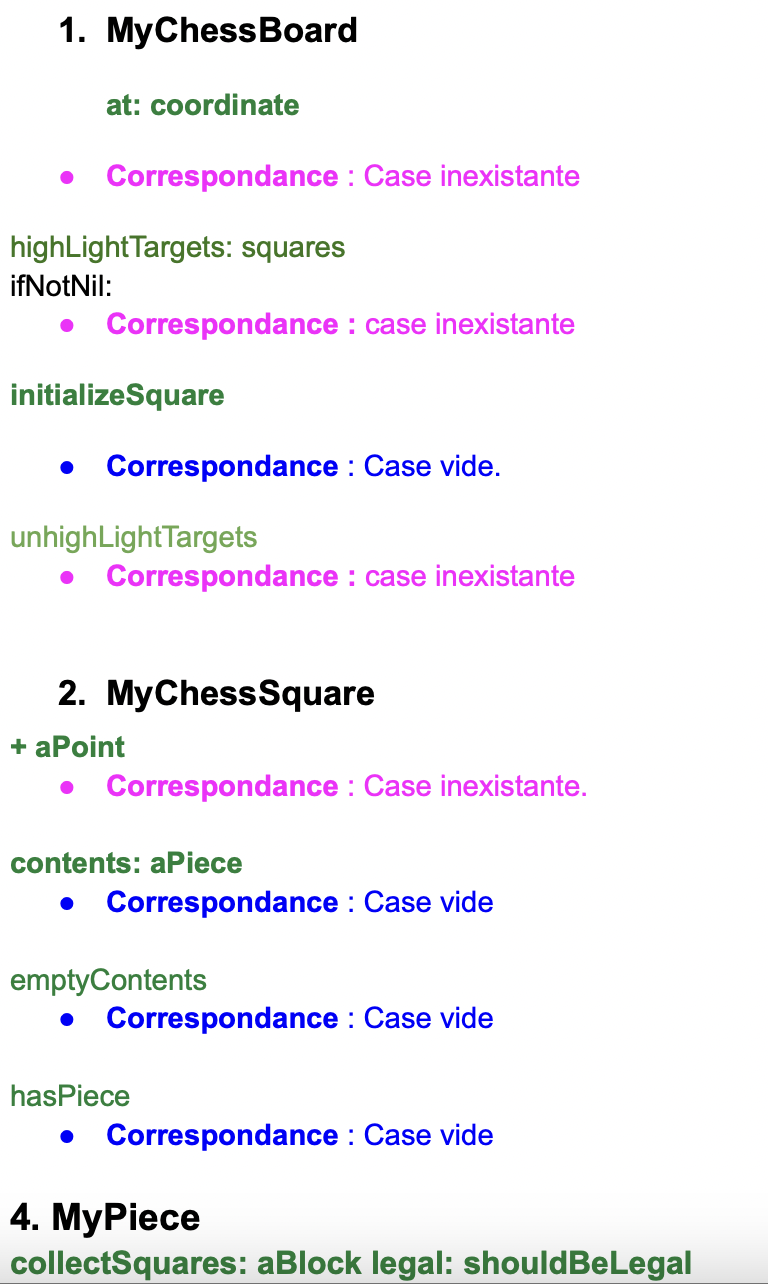 1. MyChessBoard
at: coordinate
● Correspondance : Case inexistante
highLightTargets: squares
ifNotNil:
● Correspondance : case inexistante
initializeSquare
● Correspondance : Case vide.
unhighLightTargets
● Correspondance : case inexistante
2. MyChessSquare
+ aPoint
● Correspondance : Case inexistante.
contents: aPiece
● Correspondance : Case vide
emptyContents
● Correspondance : Case vide
hasPiece
● Correspondance : Case vide
4. MyPiece
collectSquares: aBlock legal: shouldBeLegal